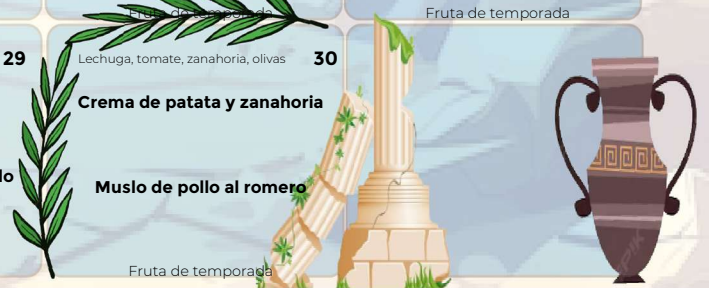 Fruta de temporada
Fruta de temporada
29
Lechuga, tomate, zanahoria, olivas
30
Crema de patata y zanahoria
Muslo de pollo al romero
Fruta de temporada